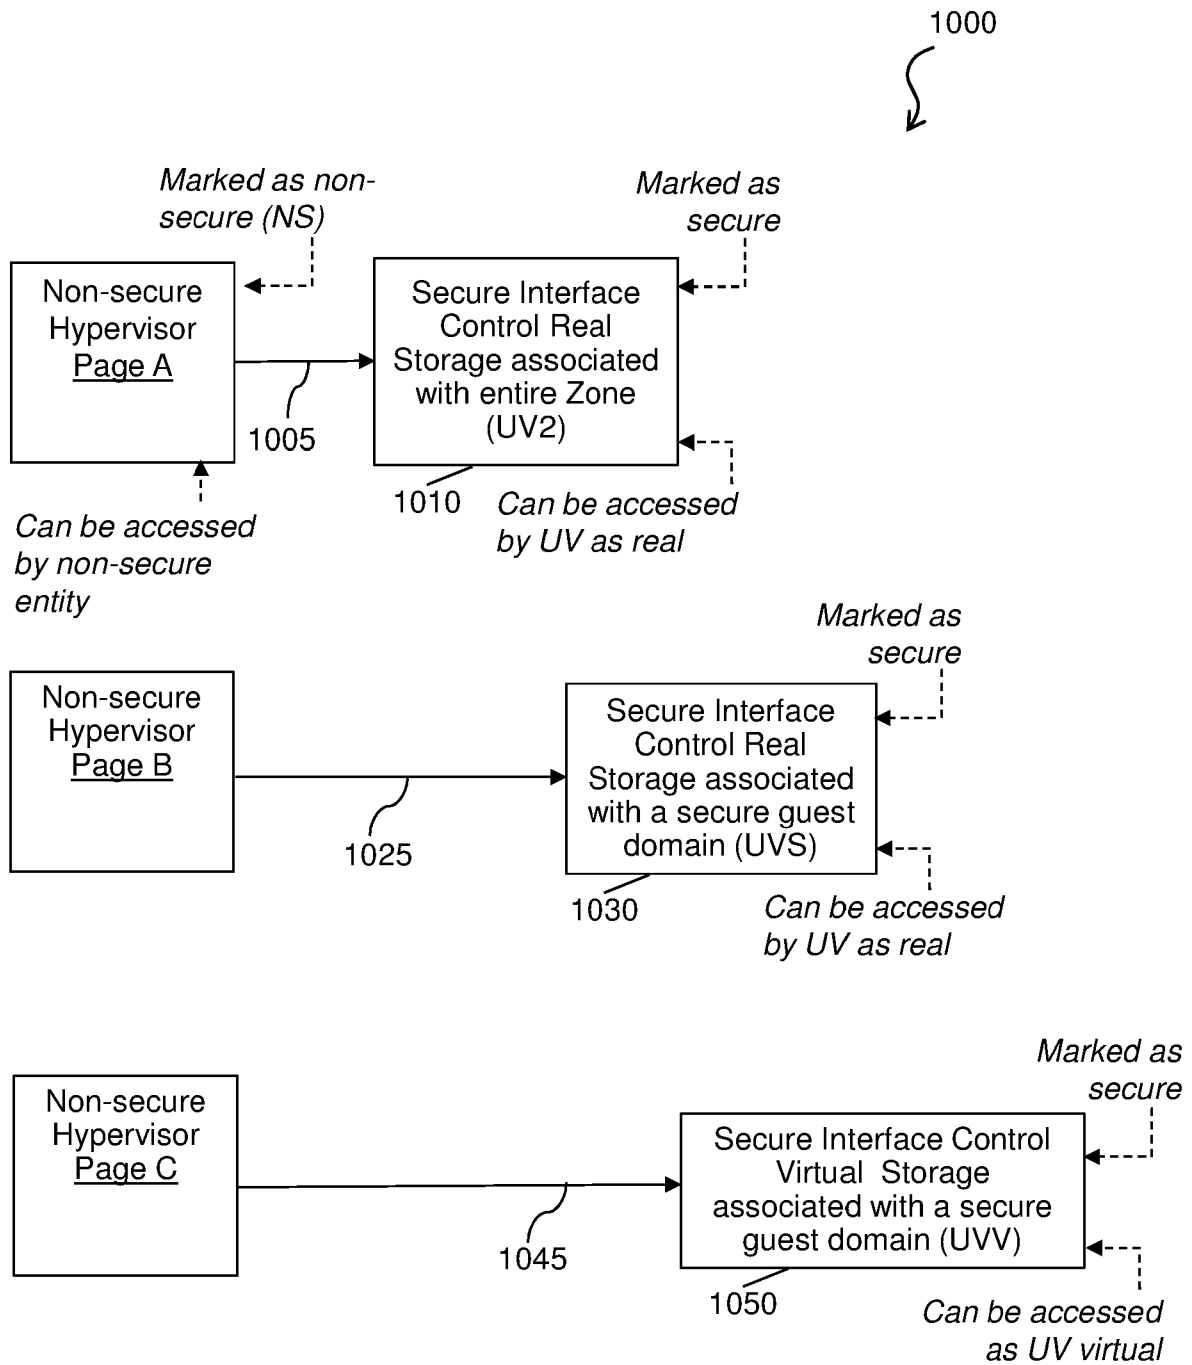 1000
Marked as non-
secure (NS)
Marked as
secure
Non-secure
Hypervisor
Page A
Secure Interface
Control Real
Storage associated
with entire Zone
(UV2)
1005
1010
Can be accessed
by UV as real
Can be accessed
by non-secure
entity
Marked as
secure
Non-secure
Hypervisor
Page B
Secure Interface
Control Real
Storage associated
with a secure guest
domain (UVS)
1025
1030
Can be accessed
by UV as real
Marked as
secure
Non-secure
Hypervisor
Page C
Secure Interface Control
Virtual  Storage
associated with a secure
guest domain (UVV)
1045
1050
Can be accessed
as UV virtual